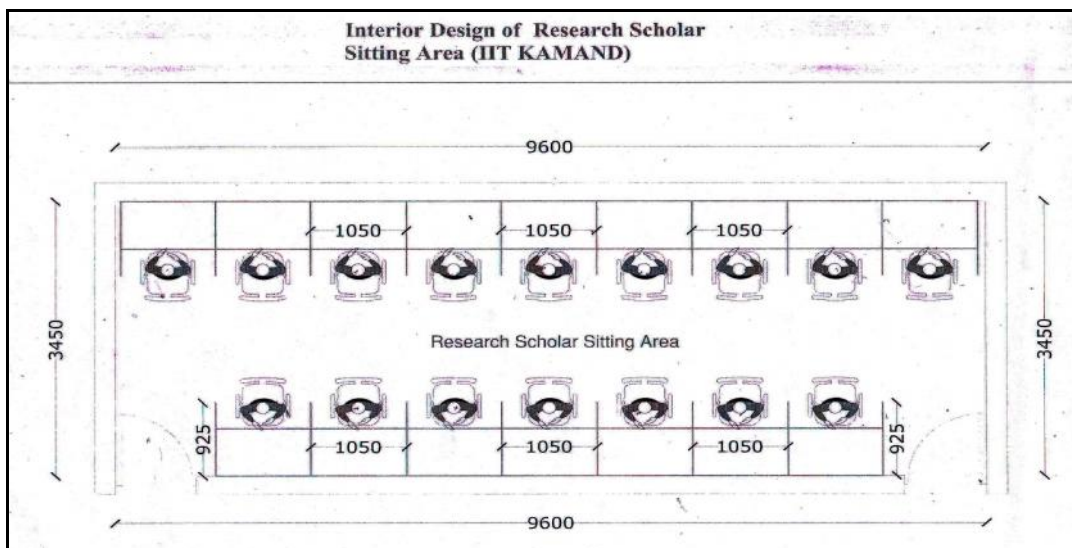 Interior Design of Research Scholar
Sitting Area (IIT KAMAND)
9600
1050 1050 1050
3450 3450
Research Scholar Sitting Area
925 1050 1050 1050 925
9600